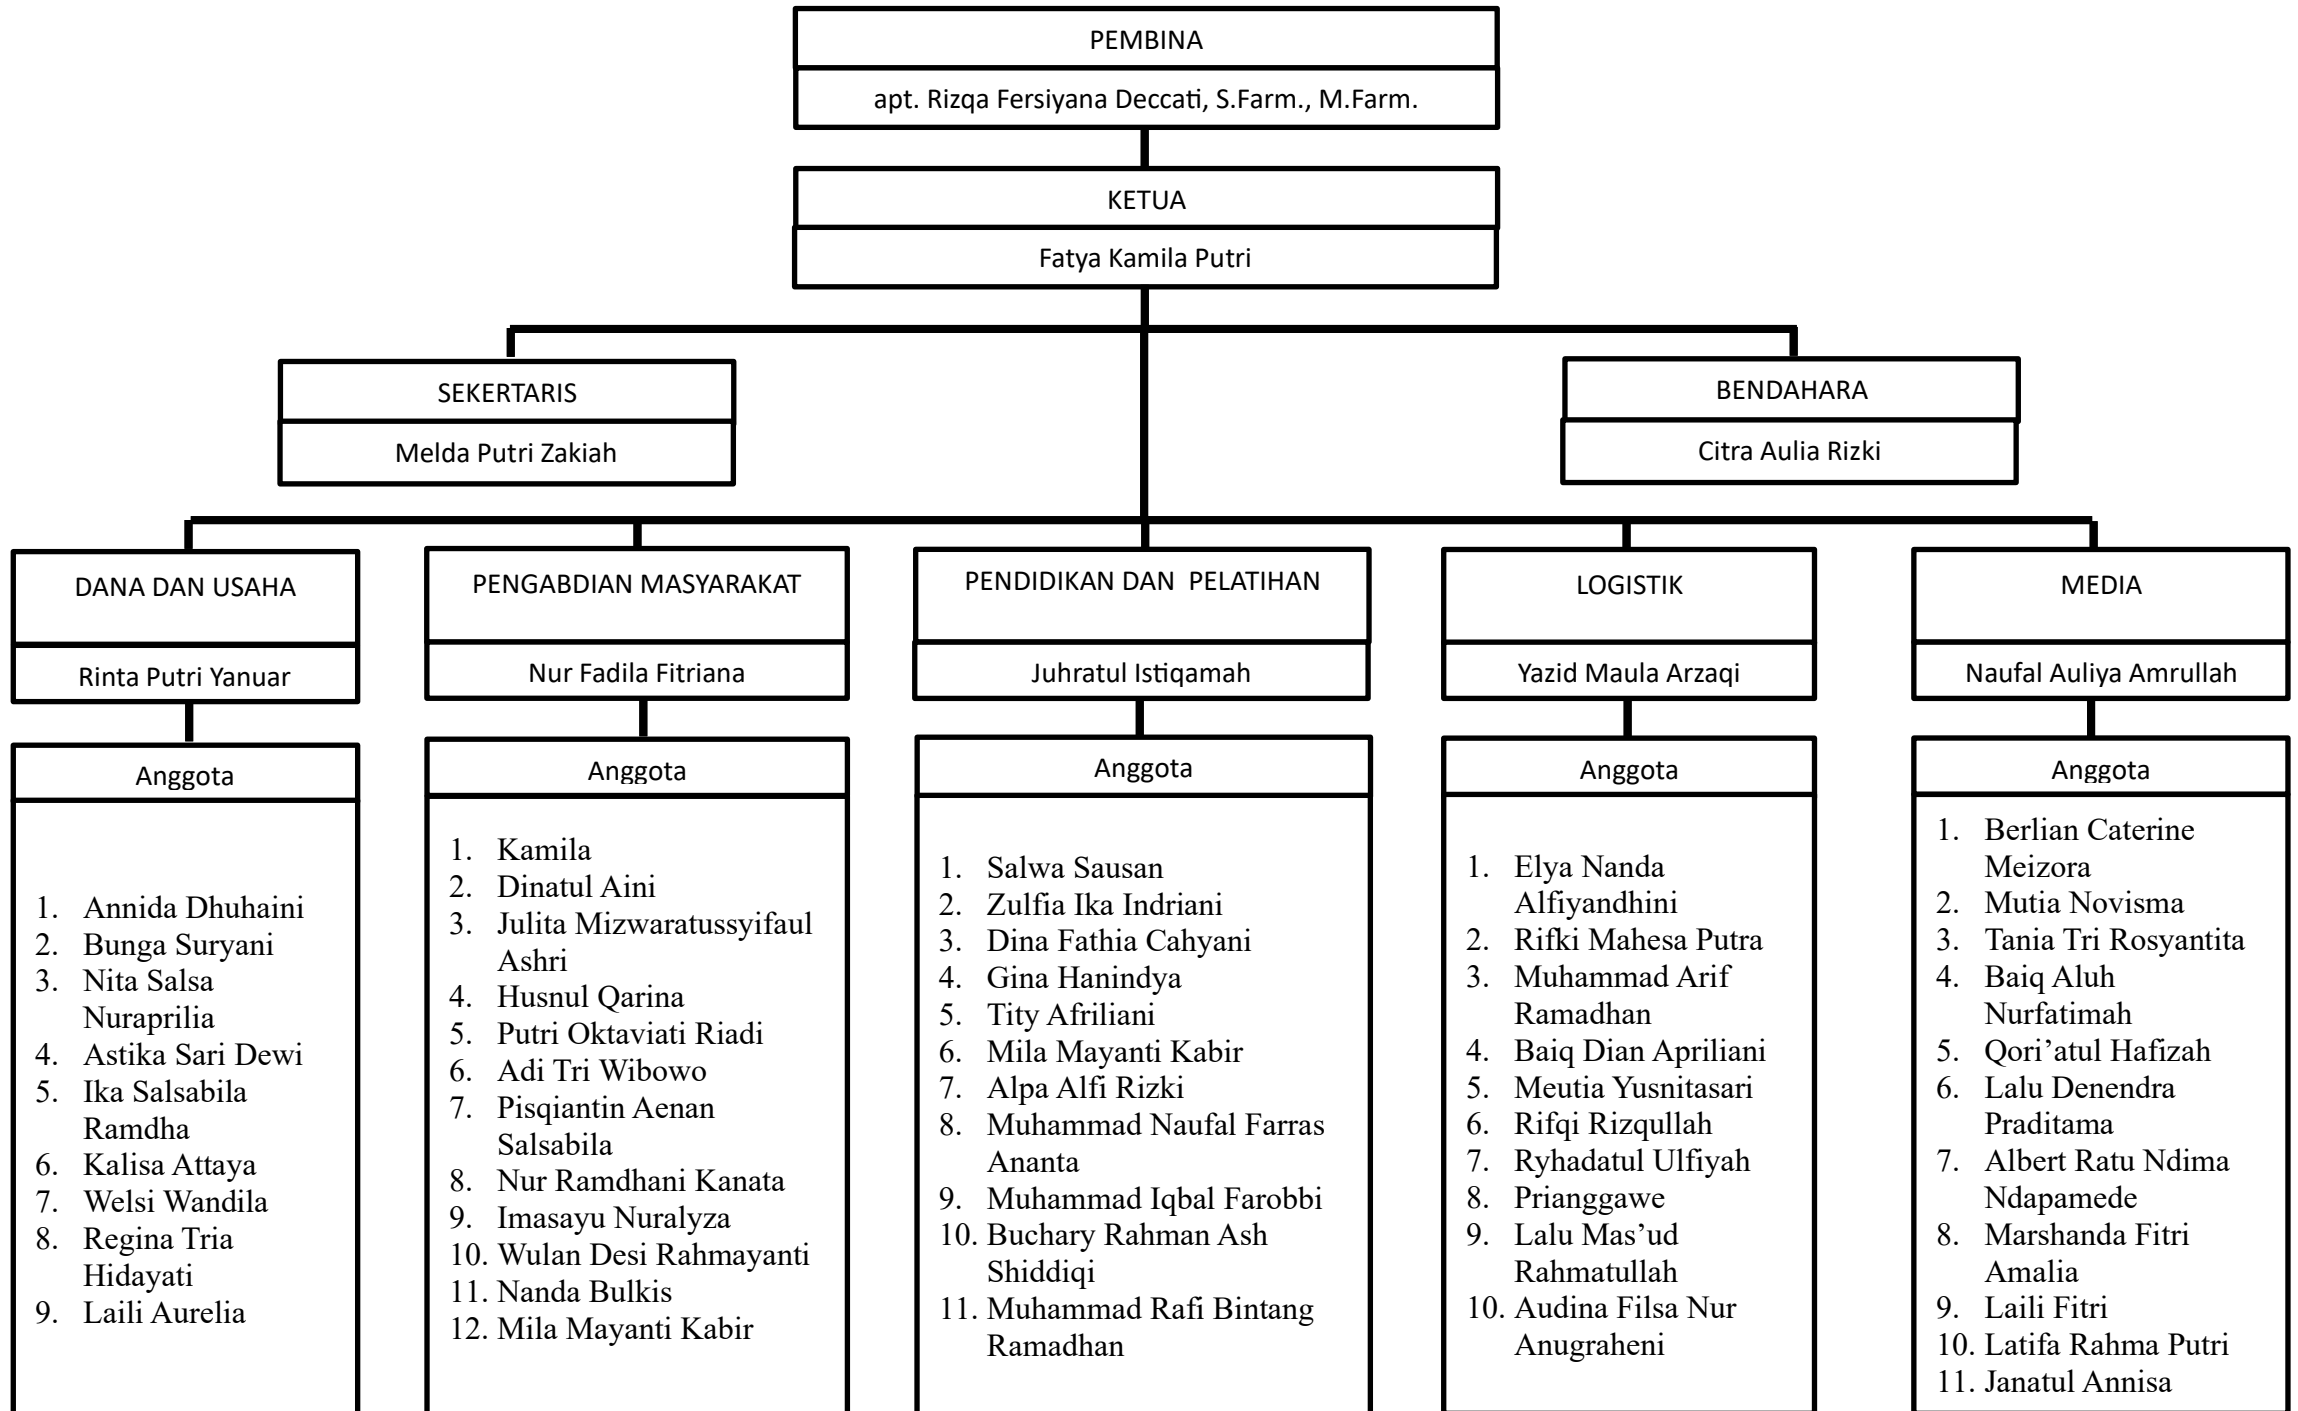 PEMBINA
apt. Rizqa Fersiyana Deccati, S.Farm., M.Farm.
KETUA
Fatya Kamila Putri
SEKERTARIS
Melda Putri Zakiah
BENDAHARA
Citra Aulia Rizki
DANA DAN USAHA
Rinta Putri Yanuar
Anggota
1. Annida Dhuhaini
2. Bunga Suryani
3. Nita Salsa
Nuraprilia
4. Astika Sari Dewi
5. Ika Salsabila
Ramdha
6. Kalisa Attaya
7. Welsi Wandila
8. Regina Tria
Hidayati
9. Laili Aurelia
PENGABDIAN MASYARAKAT
Nur Fadila Fitriana
Anggota
1. Kamila
2. Dinatul Aini
3. Julita Mizwaratussyifaul
Ashri
4. Husnul Qarina
5. Putri Oktaviati Riadi
6. Adi Tri Wibowo
7. Pisqiantin Aenan
Salsabila
8. Nur Ramdhani Kanata
9. Imasayu Nuralyza
10. Wulan Desi Rahmayanti
11. Nanda Bulkis
12. Mila Mayanti Kabir
PENDIDIKAN DAN PELATIHAN
Juhratul Istiqamah
Anggota
1. Salwa Sausan
2. Zulfia Ika Indriani
3. Dina Fathia Cahyani
4. Gina Hanindya
5. Tity Afriliani
6. Mila Mayanti Kabir
7. Alpa Alfi Rizki
8. Muhammad Naufal Farras
Ananta
9. Muhammad Iqbal Farobbi
10. Buchary Rahman Ash
Shiddiqi
11. Muhammad Rafi Bintang
Ramadhan
LOGISTIK
Yazid Maula Arzaqi
Anggota
1. Elya Nanda
Alfiyandhini
2. Rifki Mahesa Putra
3. Muhammad Arif
Ramadhan
4. Baiq Dian Apriliani
5. Meutia Yusnitasari
6. Rifqi Rizqullah
7. Ryhadatul Ulfiyah
8. Prianggawe
9. Lalu Mas’ud
Rahmatullah
10. Audina Filsa Nur
Anugraheni
MEDIA
Naufal Auliya Amrullah
Anggota
1. Berlian Caterine
Meizora
2. Mutia Novisma
3. Tania Tri Rosyantita
4. Baiq Aluh
Nurfatimah
5. Qori’atul Hafizah
6. Lalu Denendra
Praditama
7. Albert Ratu Ndima
Ndapamede
8. Marshanda Fitri
Amalia
9. Laili Fitri
10. Latifa Rahma Putri
11. Janatul Annisa